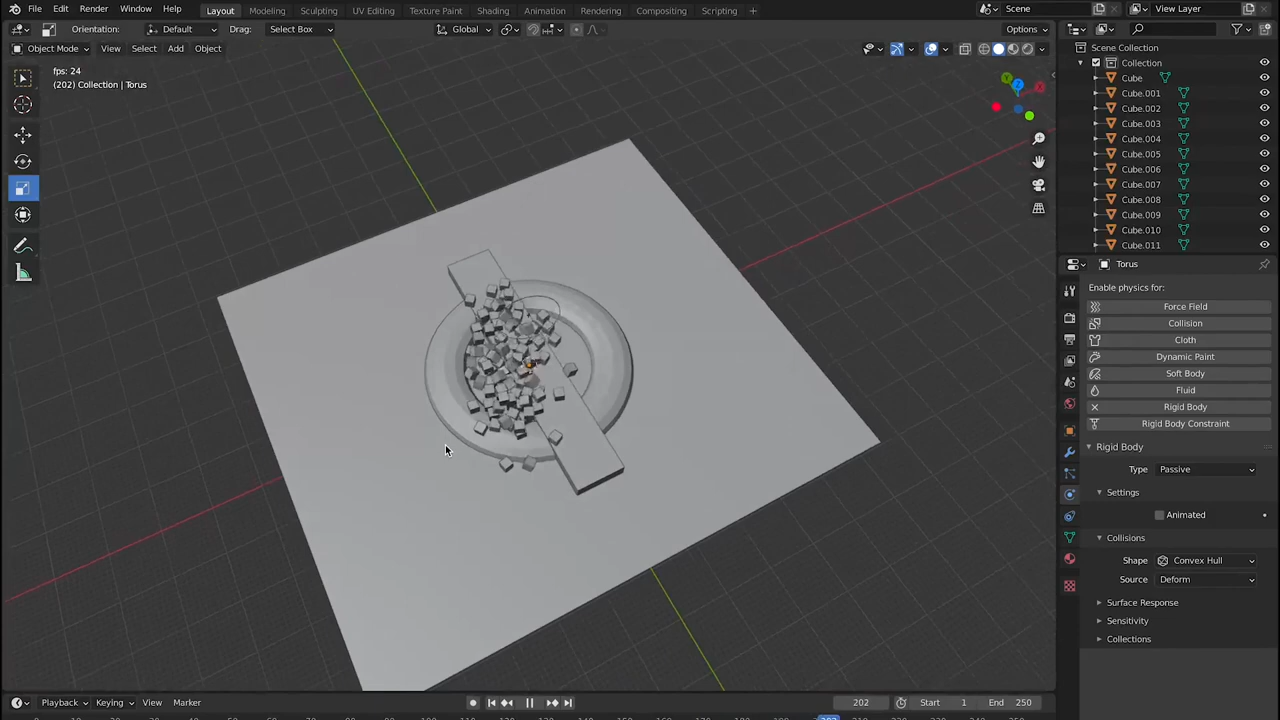 File Edit Render Window Help Layout Modeling Sculpting UV Editing Texture Paint Shading Animation Rendering Compositing Scripting Scene View Layer
Orientation: Default Drag: Select Box Global Options
Object Mode View Select Add Object
Scene Collection
Collection
fps: 24
(202) Collection | Torus
Cube
Cube.001
Cube.002
Cube.003
Cube.004
Cube.005
Cube.006
Cube.007
Cube.008
Cube.009
Cube.010
Cube.011
Torus
Enable physics for:
Force Field
Collision
Cloth
Dynamic Paint
Soft Body
Fluid
Rigid Body
Rigid Body Constraint
Rigid Body
Type Passive
Settings
Animated
Collisions
Shape Convex Hull
Source Deform
Surface Response
Sensitivity
Collections
Playback Keying View Marker 202 Start 1 End 250